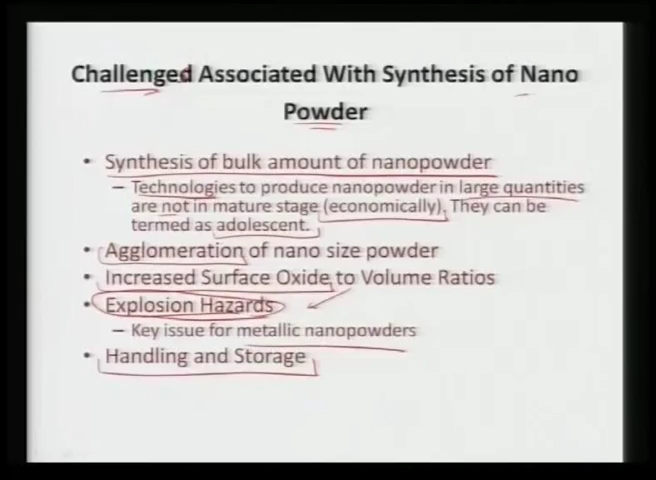 Challenged Associated With Synthesis of Nano
Powder
• Synthesis of bulk amount of nanopowder
– Technologies to produce nanopowder in large quantities
are not in mature stage (economically). They can be
termed as adolescent.
• Agglomeration of nano size powder
• Increased Surface Oxide to Volume Ratios
• Explosion Hazards
– Key issue for metallic nanopowders
• Handling and Storage